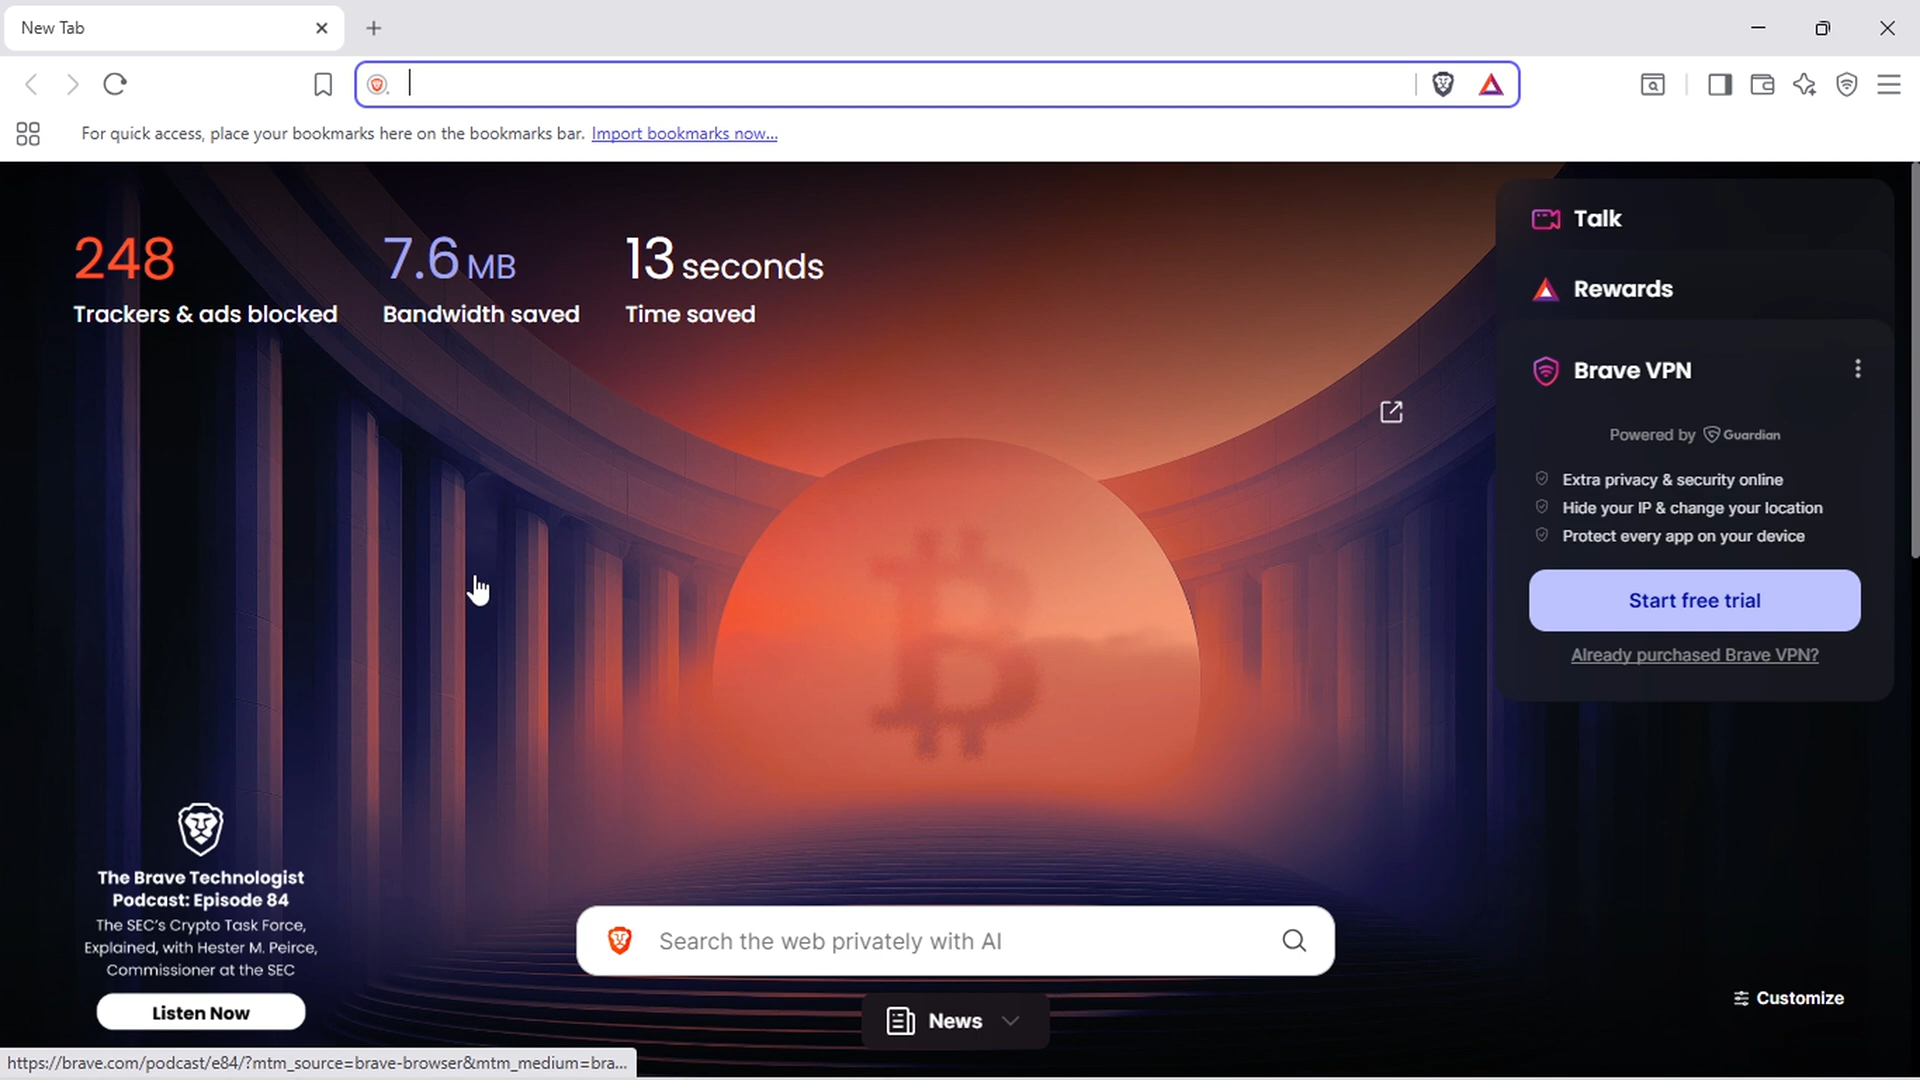 New Tab
For quick access, place your bookmarks here on the bookmarks bar. Import bookmarks now...
248
Trackers & ads blocked
7.6 MB
Bandwidth saved
13 seconds
Time saved
Talk
Rewards
Brave VPN
Powered by Guardian
Extra privacy & security online
Hide your IP & change your location
Protect every app on your device
Start free trial
Already purchased Brave VPN?
The Brave Technologist
Podcast: Episode 84
The SEC's Crypto Task Force,
Explained, with Hester M. Peirce,
Commissioner at the SEC
Listen Now
Search the web privately with AI
News
Customize
https://brave.com/podcast/e84/?mtm_source=brave-browser&mtm_medium=bra...